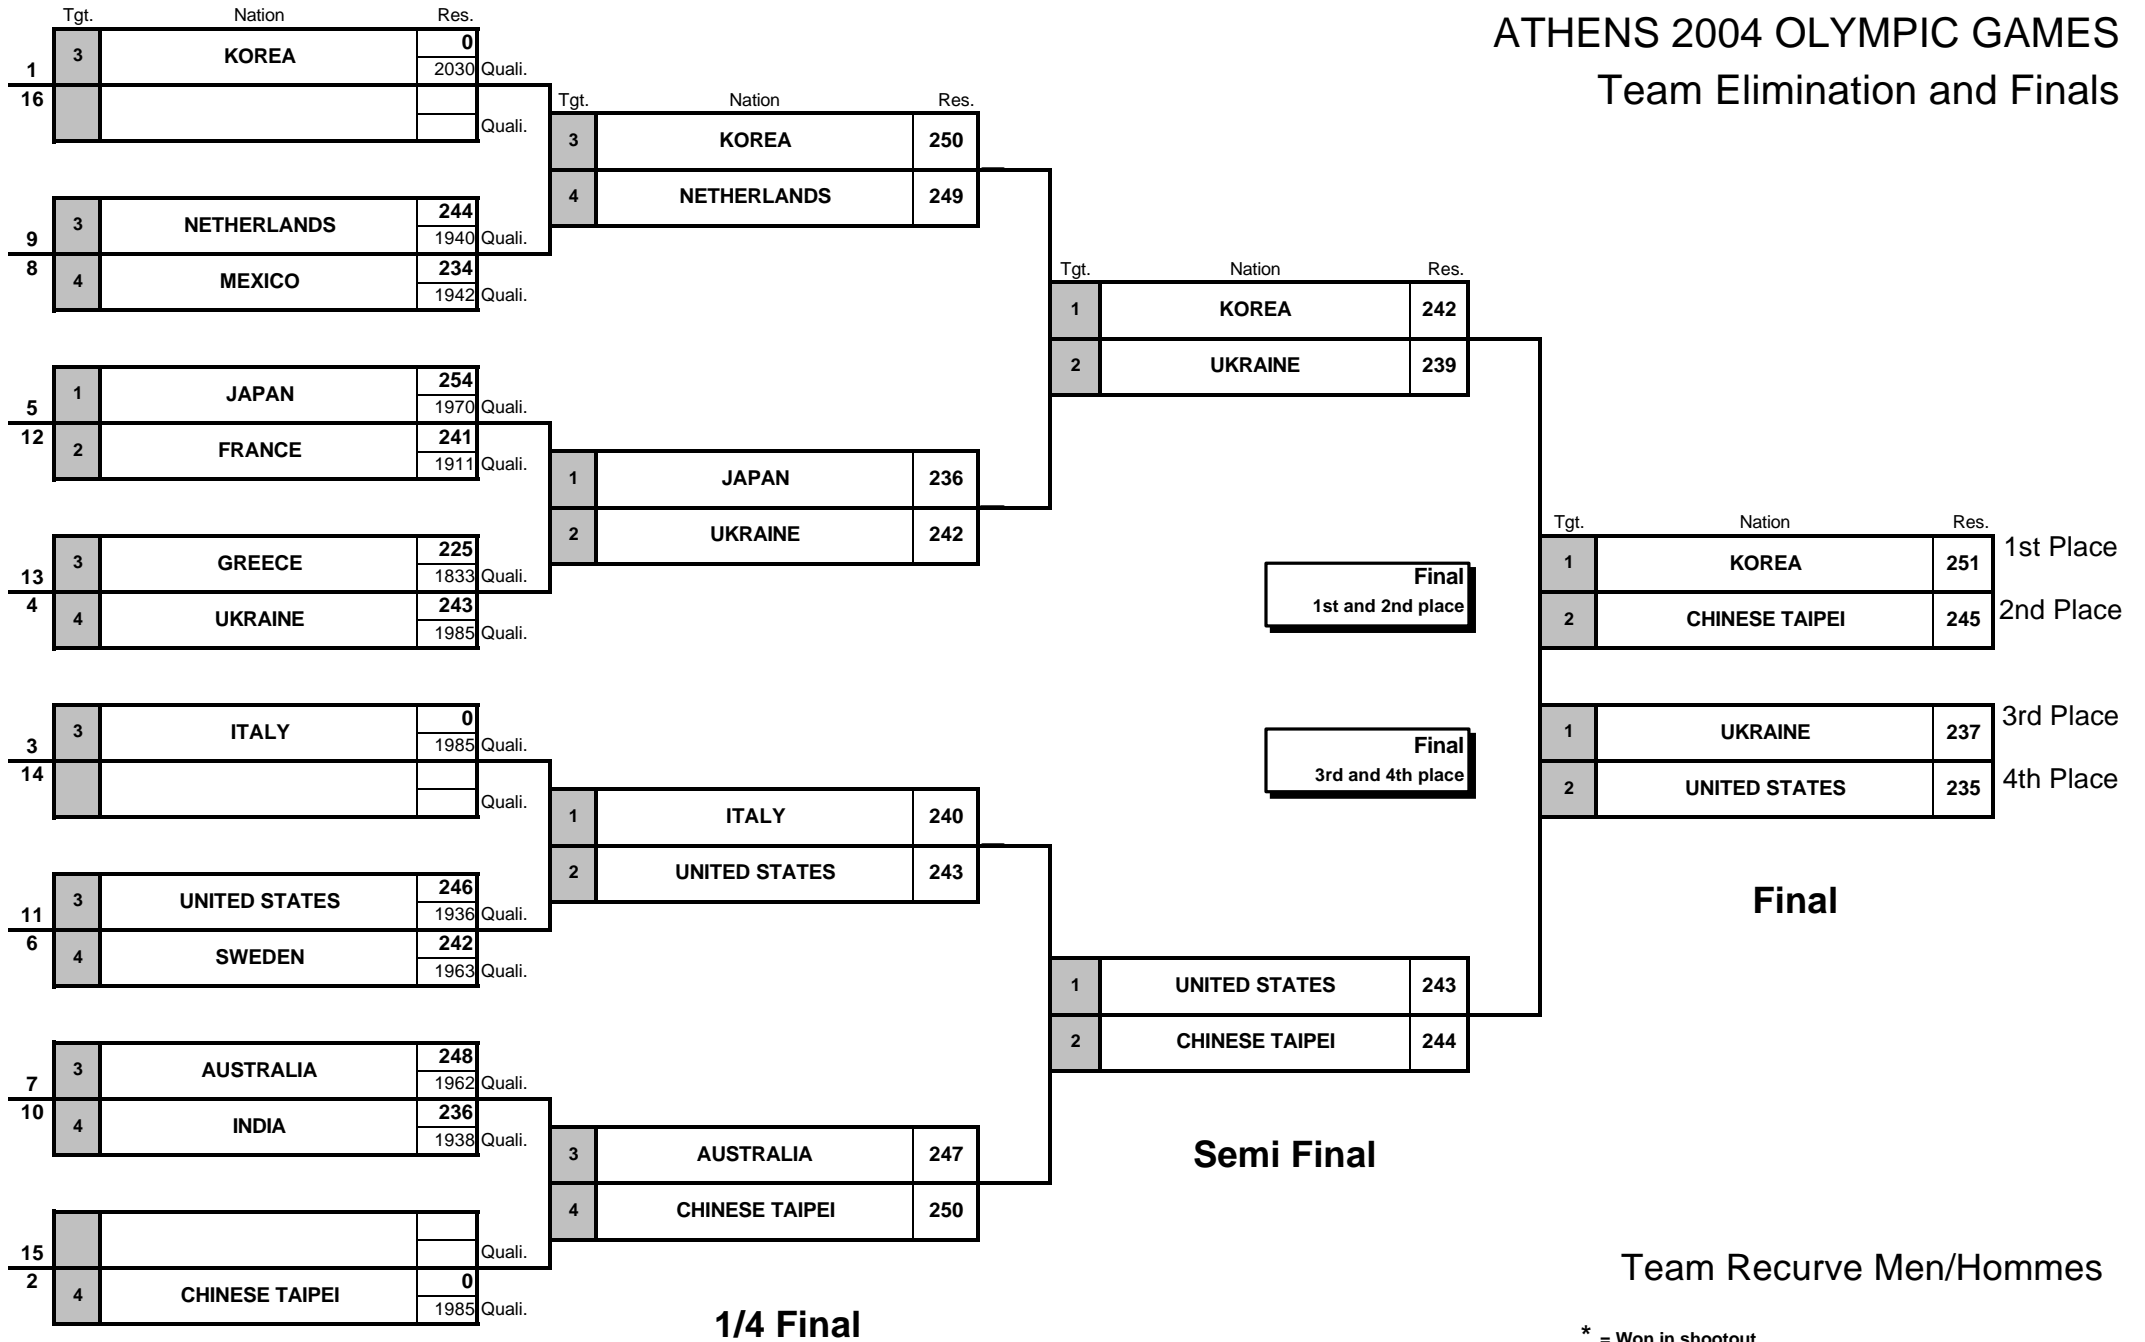 ATHENS 2004 OLYMPIC GAMES
Team Elimination and Finals
Tgt. Nation Res.
3 KOREA 0
1 2030 Quali.
16
Quali.
9 3 NETHERLANDS 244
1940 Quali.
8 4 MEXICO 234
1942 Quali.
5 1 JAPAN 254
1970 Quali.
12 2 FRANCE 241
1911 Quali.
13 3 GREECE 225
1833 Quali.
4 4 UKRAINE 243
1985 Quali.
3 3 ITALY 0
1985 Quali.
14
Quali.
11 3 UNITED STATES 246
1936 Quali.
6 4 SWEDEN 242
1963 Quali.
7 3 AUSTRALIA 248
1962 Quali.
10 4 INDIA 236
1938 Quali.
15 Quali.
2 4 CHINESE TAIPEI 0
1985 Quali.
Tgt. Nation Res.
3 KOREA 250
4 NETHERLANDS 249
1 JAPAN 236
2 UKRAINE 242
1 ITALY 240
2 UNITED STATES 243
3 AUSTRALIA 247
4 CHINESE TAIPEI 250
1/4 Final
Tgt. Nation Res.
1 KOREA 242
2 UKRAINE 239
1 UNITED STATES 243
2 CHINESE TAIPEI 244
Semi Final
Final
1st and 2nd place
Final
3rd and 4th place
Tgt. Nation Res.
1 KOREA 251 1st Place
2 CHINESE TAIPEI 245 2nd Place
1 UKRAINE 237 3rd Place
2 UNITED STATES 235 4th Place
Final
Team Recurve Men/Hommes
* = Won in shootout